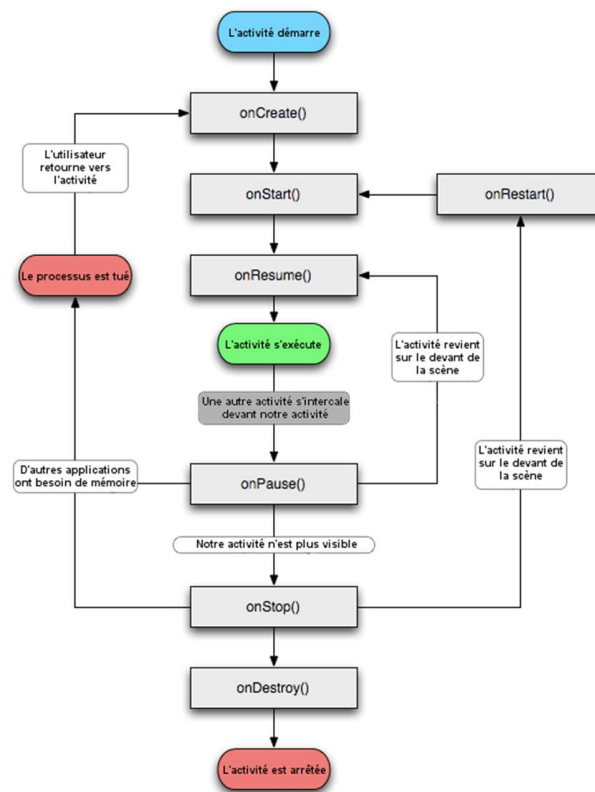 L'activité démarre
onCreate()
L'utilisateur
retourne vers
l'activité
onStart()
onRestart()
Le processus est tué
onResume()
L'activité s'exécute
L'activité revient
sur le devant de
la scène
Une autre activité s'intercale
devant notre activité
L'activité revient
sur le devant de
la scène
D'autres applications
ont besoin de mémoire
onPause()
Notre activité n'est plus visible
onStop()
onDestroy()
L'activité est arrêtée